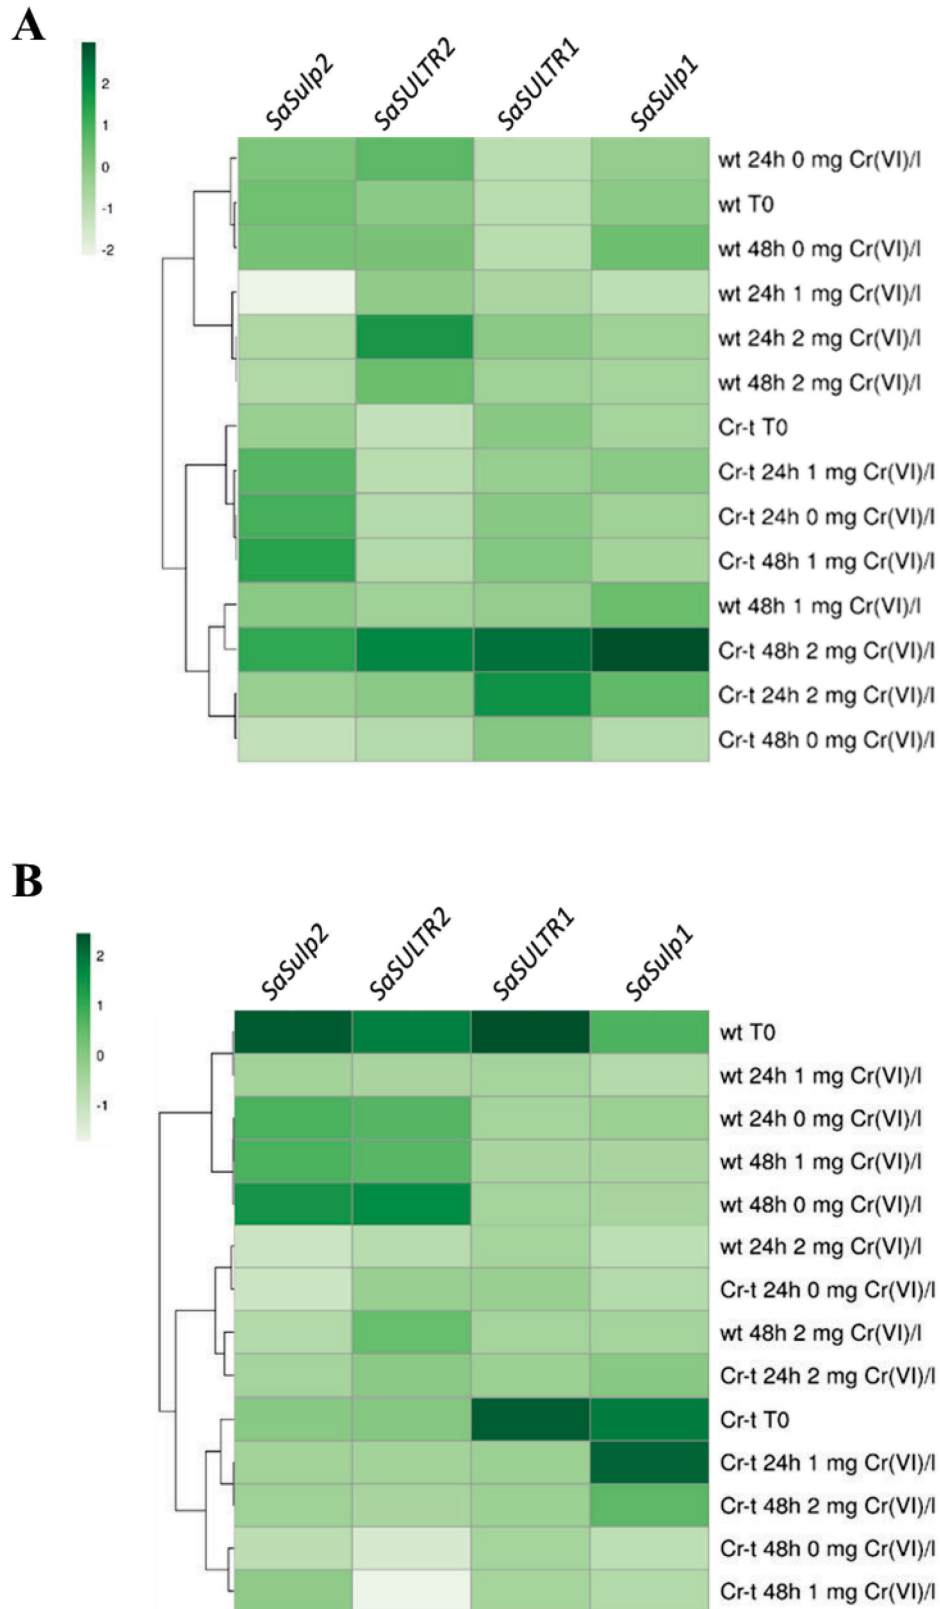 A
SaSulp2 SaSULTR2 SaSULTR1 SaSulp1
2
1
0
-1
-2
wt 24h 0 mg Cr(VI)/l
wt T0
wt 48h 0 mg Cr(VI)/l
wt 24h 1 mg Cr(VI)/l
wt 24h 2 mg Cr(VI)/l
wt 48h 2 mg Cr(VI)/l
Cr-t T0
Cr-t 24h 1 mg Cr(VI)/l
Cr-t 24h 0 mg Cr(VI)/l
Cr-t 48h 1 mg Cr(VI)/l
wt 48h 1 mg Cr(VI)/l
Cr-t 48h 2 mg Cr(VI)/l
Cr-t 24h 2 mg Cr(VI)/l
Cr-t 48h 0 mg Cr(VI)/l
B
SaSulp2 SaSULTR2 SaSULTR1 SaSulp1
2
1
0
-1
wt T0
wt 24h 1 mg Cr(VI)/l
wt 24h 0 mg Cr(VI)/l
wt 48h 1 mg Cr(VI)/l
wt 48h 0 mg Cr(VI)/l
wt 24h 2 mg Cr(VI)/l
Cr-t 24h 0 mg Cr(VI)/l
wt 48h 2 mg Cr(VI)/l
Cr-t 24h 2 mg Cr(VI)/l
Cr-t T0
Cr-t 24h 1 mg Cr(VI)/l
Cr-t 48h 2 mg Cr(VI)/l
Cr-t 48h 0 mg Cr(VI)/l
Cr-t 48h 1 mg Cr(VI)/l